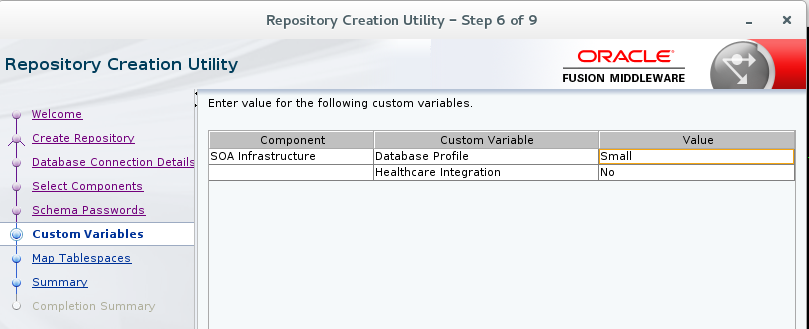 Repository Creation Utility – Step 6 of 9
Repository Creation Utility
ORACLE
FUSION MIDDLEWARE
Welcome
Create Repository
Database Connection Details
Select Components
Schema Passwords
Custom Variables
Map Tablespaces
Summary
Completion Summary
Enter value for the following custom variables.
Component Custom Variable Value
SOA Infrastructure Database Profile Small
Healthcare Integration No